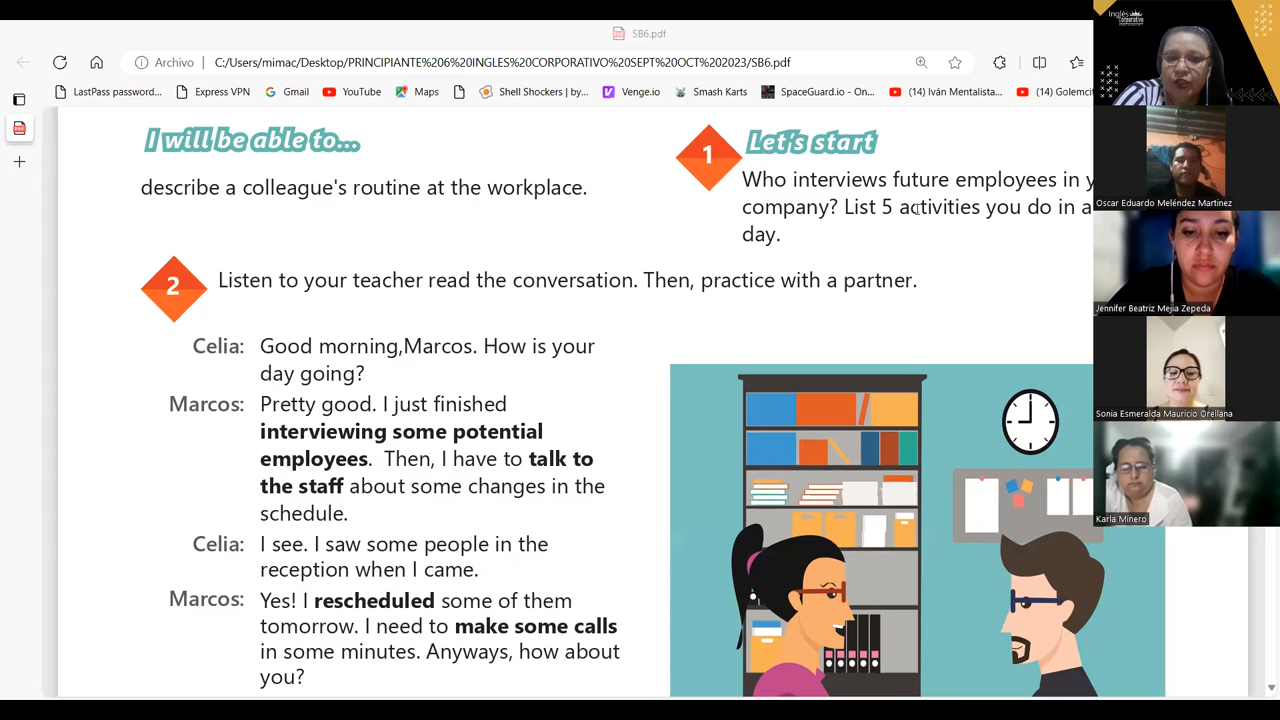 SB6.pdf
Archivo
C:/Users/mimac/Desktop/PRINCIPIANTE%206%20INGLES%20CORPORATIVO%20SEPT%20OCT%202023/SB6.pdf
LastPass password...
Express VPN
Gmail
YouTube
Maps
Shell Shockers | by...
Venge.io
Smash Karts
SpaceGuard.io - On...
(14) Iván Mentalista...
(14) Golemcit
I will be able to...
describe a colleague's routine at the workplace.
1
Let's start
Who interviews future employees in y
company? List 5 activities you do in a
day.
2
Listen to your teacher read the conversation. Then, practice with a partner.
Celia: Good morning,Marcos. How is your
day going?
Marcos: Pretty good. I just finished
interviewing some potential
employees. Then, I have to talk to
the staff about some changes in the
schedule.
Celia: I see. I saw some people in the
reception when I came.
Marcos: Yes! I rescheduled some of them
tomorrow. I need to make some calls
in some minutes. Anyways, how about
you?
Inglés
Corporativo
Oscar Eduardo Meléndez Martinez
Jennifer Beatriz Mejia Zepeda
Sonia Esmeralda Mauricio Orellana
Karla Minero